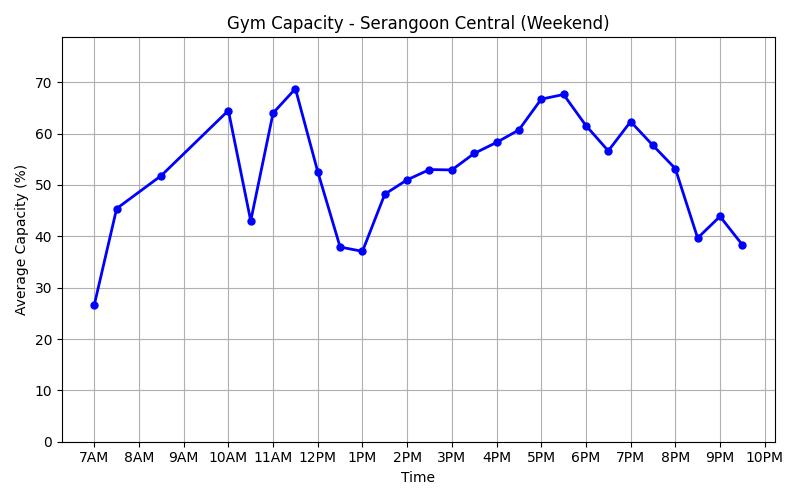 Gym Capacity - Serangoon Central (Weekend)
Average Capacity (%)
70
60
50
40
30
20
10
0
7AM 8AM 9AM 10AM 11AM 12PM 1PM 2PM 3PM 4PM 5PM 6PM 7PM 8PM 9PM 10PM
Time